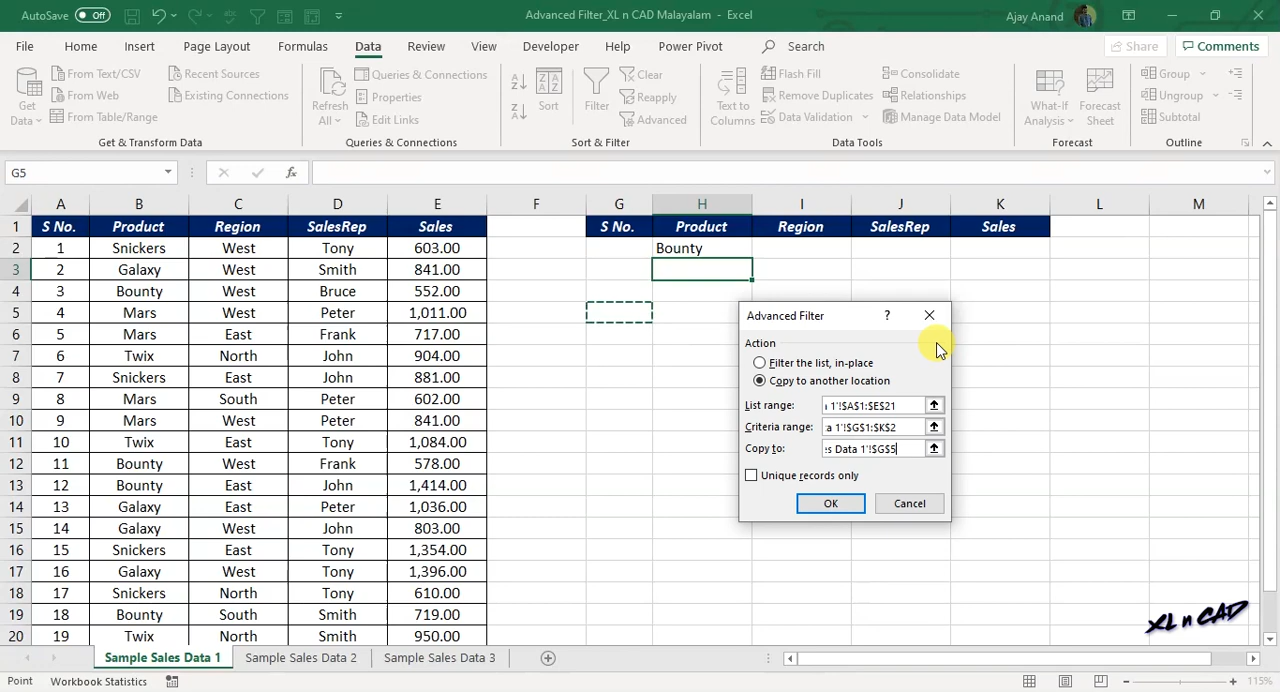 AutoSave Off Advanced Filter_XL n CAD Malayalam - Excel Ajay Anand
File Home Insert Page Layout Formulas Data Review View Developer Help Power Pivot Search Share Comments
Get Data
From Text/CSV
From Web
From Table/Range
Recent Sources
Existing Connections
Get & Transform Data
Refresh All
Queries & Connections
Properties
Edit Links
Queries & Connections
Sort
Filter
Clear
Reapply
Advanced
Sort & Filter
Text to Columns
Flash Fill
Remove Duplicates
Data Validation
Consolidate
Relationships
Manage Data Model
Data Tools
What-If Analysis
Forecast Sheet
Forecast
Group
Ungroup
Subtotal
Outline
G5 fx
A B C D E F G H I J K L M
1 S No. Product Region SalesRep Sales S No. Product Region SalesRep Sales
2 1 Snickers West Tony 603.00 Bounty
3 2 Galaxy West Smith 841.00
4 3 Bounty West Bruce 552.00
5 4 Mars West Peter 1,011.00
6 5 Mars East Frank 717.00
7 6 Twix North John 904.00
8 7 Snickers East John 881.00
9 8 Mars South Peter 602.00
10 9 Mars West Peter 1,040.00
11 10 Twix East Tony 1,084.00
12 11 Bounty West Frank 578.00
13 12 Bounty East John 1,414.00
14 13 Galaxy East Peter 1,036.00
15 14 Galaxy West John 803.00
16 15 Snickers East Tony 1,354.00
17 16 Galaxy West Tony 1,396.00
18 17 Snickers North Tony 610.00
19 18 Bounty South Smith 719.00
20 19 Twix North Smith 950.00
Advanced Filter ?
Action
Filter the list, in-place
Copy to another location
List range: 1'!$A$1:$E$21
Criteria range: a 1'!$G$1:$K$2
Copy to: s Data 1'!$G$5
Unique records only
OK Cancel
XL n CAD
Sample Sales Data 1 Sample Sales Data 2 Sample Sales Data 3
Point Workbook Statistics 115%